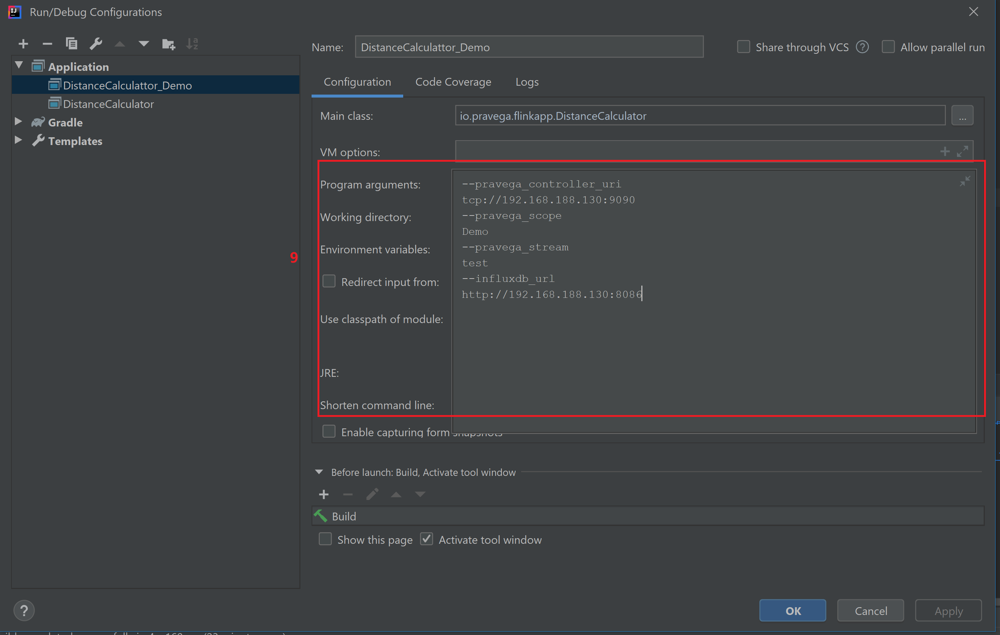 IJ
Run/Debug Configurations
Name:
DistanceCalculattor_Demo
Share through VCS
?
Allow parallel run
Application
DistanceCalculattor_Demo
DistanceCalculator
Gradle
Templates
Configuration
Code Coverage
Logs
Main class:
io.pravega.flinkapp.DistanceCalculator
...
VM options:
Program arguments:
--pravega_controller_uri
tcp://192.168.188.130:9090
--pravega_scope
Demo
--pravega_stream
test
--influxdb_url
http://192.168.188.130:8086
Working directory:
Environment variables:
9
Redirect input from:
Use classpath of module:
JRE:
Shorten command line:
Enable capturing form snapshots
Before launch: Build, Activate tool window
Build
Show this page
Activate tool window
?
OK
Cancel
Apply